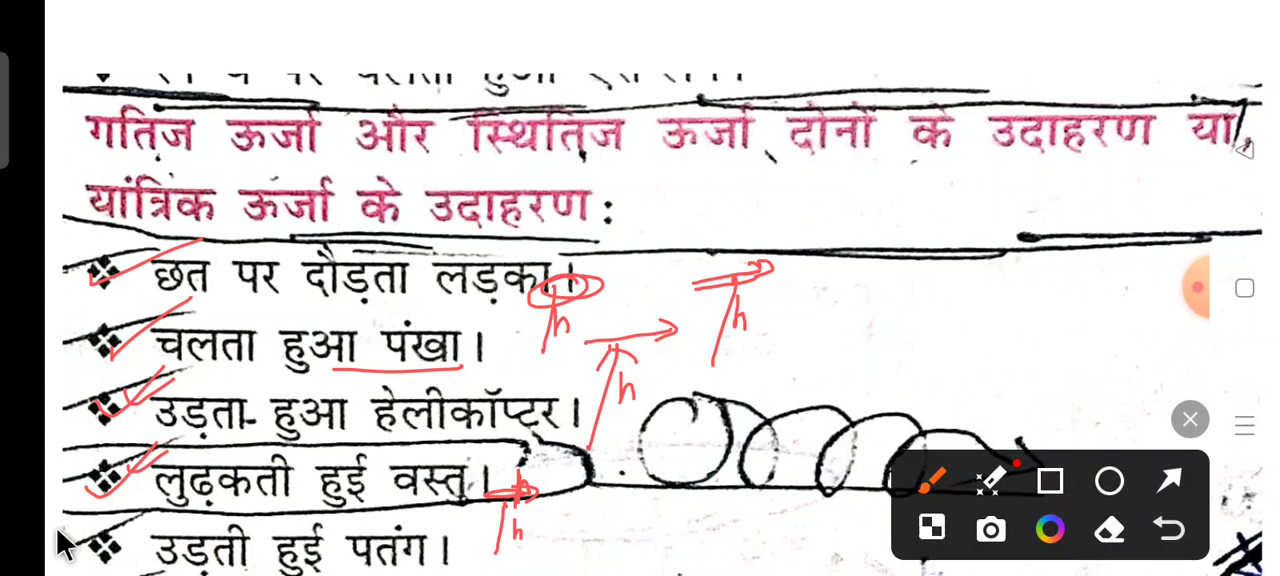 गतिज ऊर्जा और स्थितिज ऊर्जा दोनों के उदाहरण या
यांत्रिक ऊर्जा के उदाहरण :
❖ छत पर दौड़ता लड़का।
h
h
❖ चलता हुआ पंखा।
h
❖ उड़ता हुआ हेलीकॉप्टर।
❖ लुढ़कती हुई वस्तु।
h
❖ उड़ती हुई पतंग।